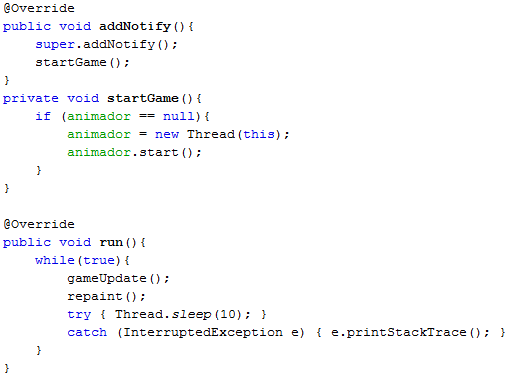 @Override
public void addNotify(){
    super.addNotify();
    startGame();
}
private void startGame(){
    if (animador == null){
        animador = new Thread(this);
        animador.start();
    }
}

@Override
public void run(){
    while(true){
        gameUpdate();
        repaint();
        try { Thread.sleep(10); }
        catch (InterruptedException e) { e.printStackTrace(); }
    }
}